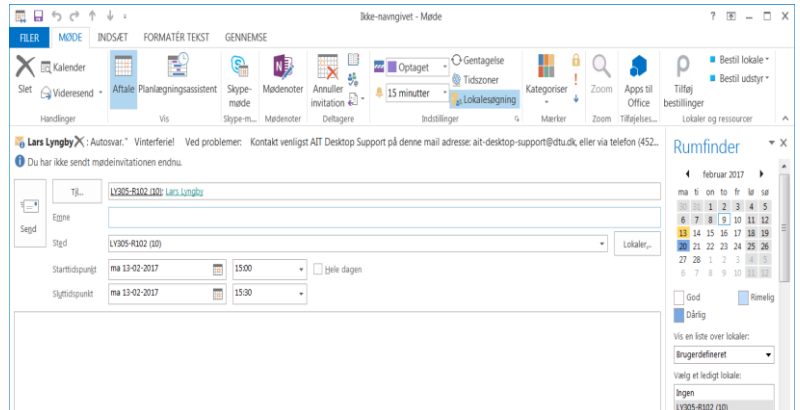 Ikke-navngivet - Møde
FILER MØDE INDSÆT FORMATÉR TEKST GENNEMSE
Slet
Kalender
Videresend
Handlinger
Aftale
Planlægningsassistent
Vis
Skype-
møde
Skype-m...
Mødenoter
Mødenoter
Annuller
invitation
Deltagere
Optaget
15 minutter
Gentagelse
Tidszoner
Lokalesøgning
Indstillinger
Kategoriser
Mærker
Zoom
Zoom
Apps til
Office
Tilføjelses...
Tilføj
bestillinger
Bestil lokale
Bestil udstyr
Lokaler og ressourcer
Lars Lyngby : Autosvar." Vinterferie! Ved problemer: Kontakt venligst AIT Desktop Support på denne mail adresse: ait-desktop-support@dtu.dk, eller via telefon (452...
Du har ikke sendt mødeinvitationen endnu.
Send
Til... LY305-R102 (10); Lars Lyngby
Emne
Sted LY305-R102 (10) Lokaler...
Starttidspunkt ma 13-02-2017 15:00 Hele dagen
Sluttidspunkt ma 13-02-2017 15:30
Rumfinder
februar 2017
ma ti on to fr lø sø
30 31 1 2 3 4 5
6 7 8 9 10 11 12
13 14 15 16 17 18 19
20 21 22 23 24 25 26
27 28 1 2 3 4 5
6 7 8 9 10 11 12
God Rimelig
Dårlig
Vis en liste over lokaler:
Brugerdefineret
Vælg et ledigt lokale:
Ingen
LY305-R102 (10)